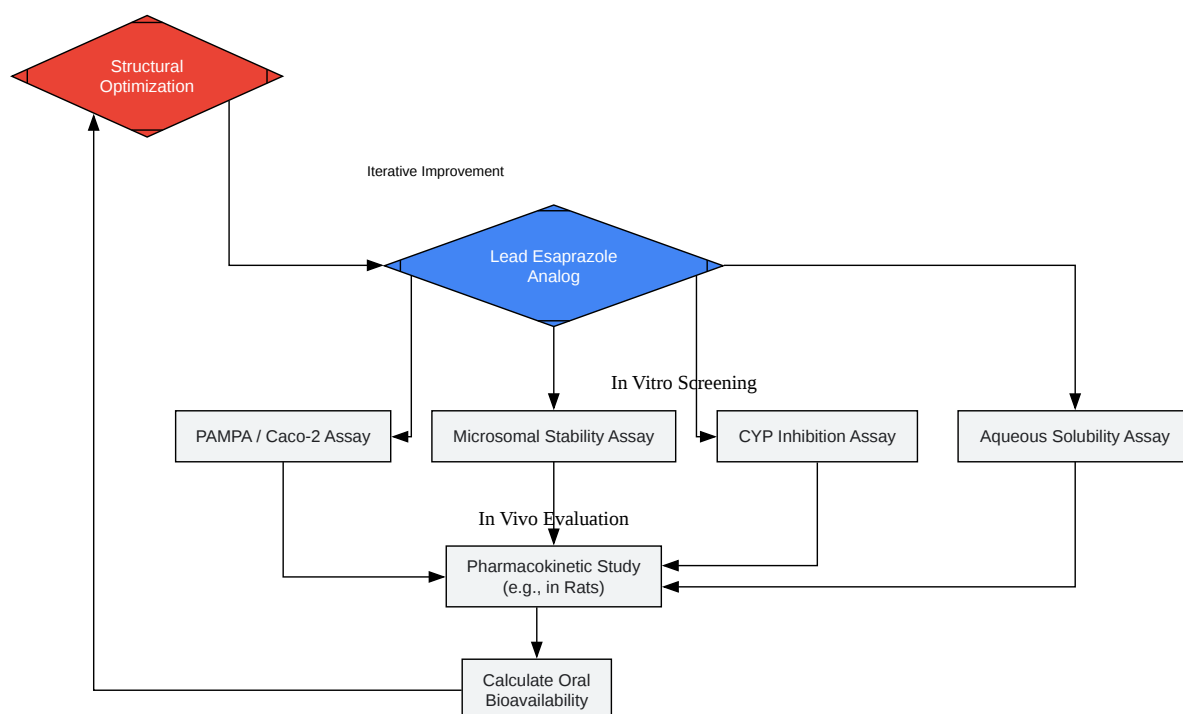 Structural
Optimization
Iterative Improvement
Lead Esaprazole
Analog
In Vitro Screening
PAMPA / Caco-2 Assay
Microsomal Stability Assay
CYP Inhibition Assay
Aqueous Solubility Assay
In Vivo Evaluation
Pharmacokinetic Study
(e.g., in Rats)
Calculate Oral
Bioavailability